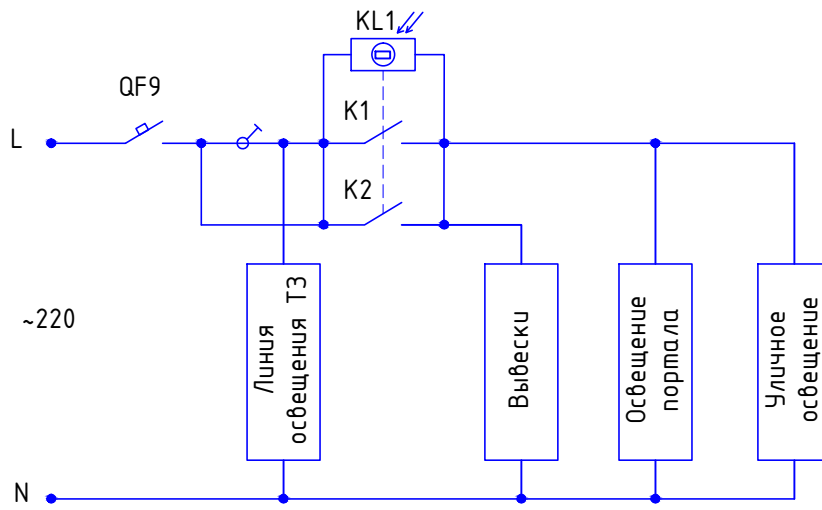 KL1
QF9
K1
L
K2
~220
Линия
освещения ТЗ
Вывески
Освещение
портала
Уличное
освещение
N